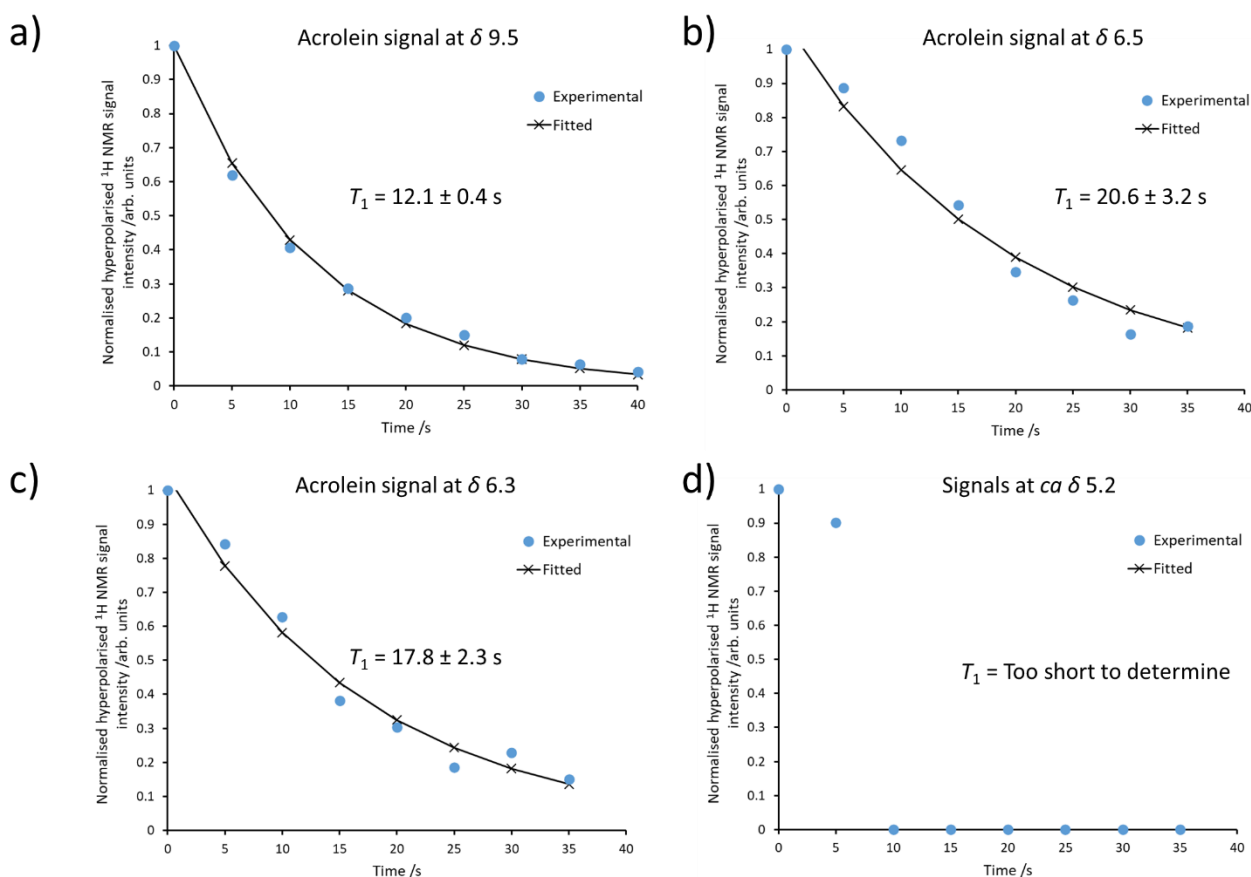 a)
Acrolein signal at δ 9.5
Normalised hyperpolarised ¹H NMR signal
intensity /arb. units
1
0.9
0.8
0.7
0.6
0.5
0.4
0.3
0.2
0.1
0
Experimental
Fitted
T₁ = 12.1 ± 0.4 s
0 5 10 15 20 25 30 35 40
Time /s
b)
Acrolein signal at δ 6.5
Normalised hyperpolarised ¹H NMR signal
intensity /arb. units
1
0.9
0.8
0.7
0.6
0.5
0.4
0.3
0.2
0.1
0
Experimental
Fitted
T₁ = 20.6 ± 3.2 s
0 5 10 15 20 25 30 35 40
Time /s
c)
Acrolein signal at δ 6.3
Normalised hyperpolarised ¹H NMR signal
intensity /arb. units
1
0.9
0.8
0.7
0.6
0.5
0.4
0.3
0.2
0.1
0
Experimental
Fitted
T₁ = 17.8 ± 2.3 s
0 5 10 15 20 25 30 35 40
Time /s
d)
Signals at ca δ 5.2
Normalised hyperpolarised ¹H NMR signal
intensity /arb. units
1
0.9
0.8
0.7
0.6
0.5
0.4
0.3
0.2
0.1
0
Experimental
Fitted
T₁ = Too short to determine
0 5 10 15 20 25 30 35 40
Time /s